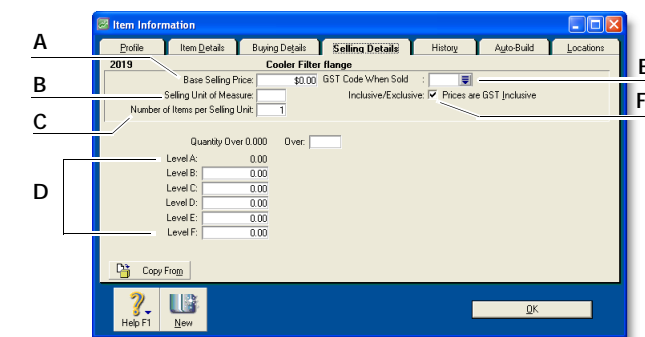 Item Information
Profile Item Details Buying Details Selling Details History Auto-Build Locations
2019 Cooler Filter flange
A
Base Selling Price: $0.00 GST Code When Sold :
E
B
Selling Unit of Measure: Inclusive/Exclusive: Prices are GST Inclusive
F
C
Number of Items per Selling Unit: 1
Quantity Over 0.000 Over:
Level A: 0.00
Level B: 0.00
D
Level C: 0.00
Level D: 0.00
Level E: 0.00
Level F: 0.00
Copy From
Help F1 New OK